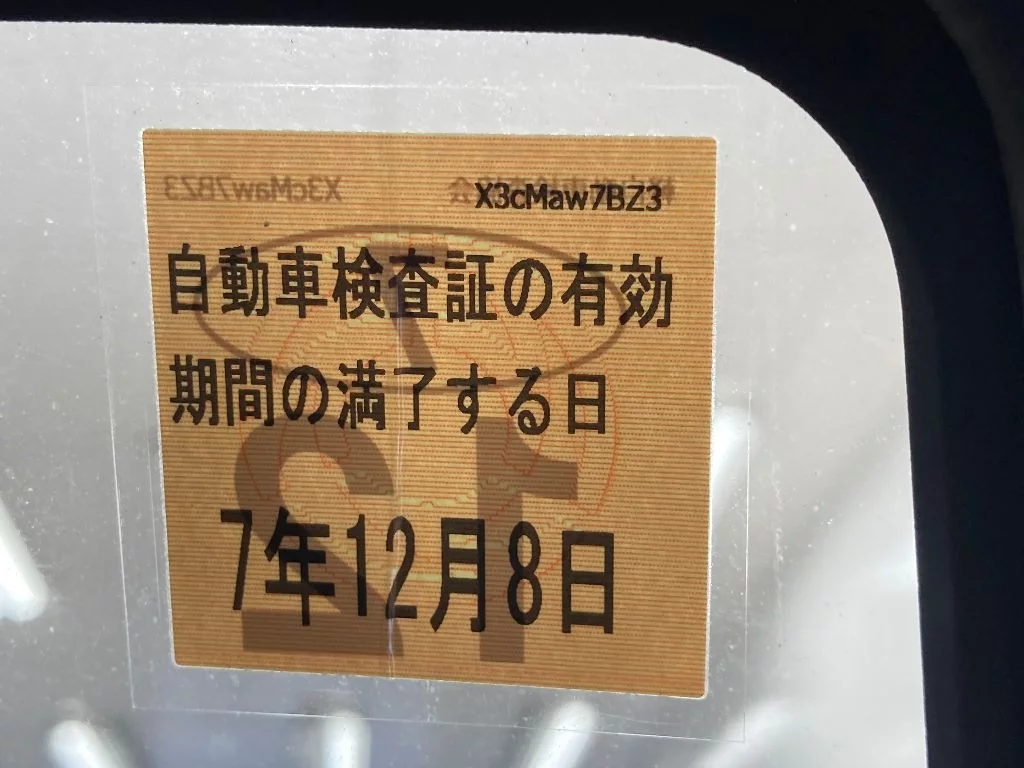 X3cMaw7BZ3
自動車検査証の有効
期間の満了する日
7年12月8日